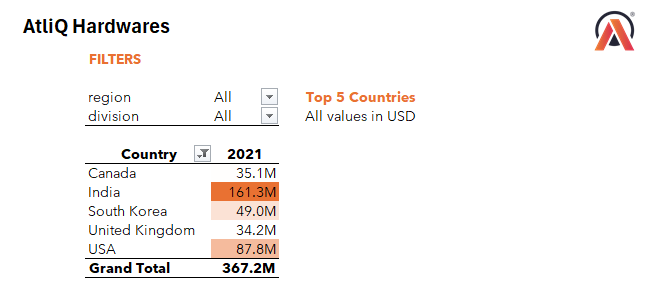 AtliQ Hardwares
FILTERS
region All Top 5 Countries
division All All values in USD
Country 2021
Canada 35.1M
India 161.3M
South Korea 49.0M
United Kingdom 34.2M
USA 87.8M
Grand Total 367.2M